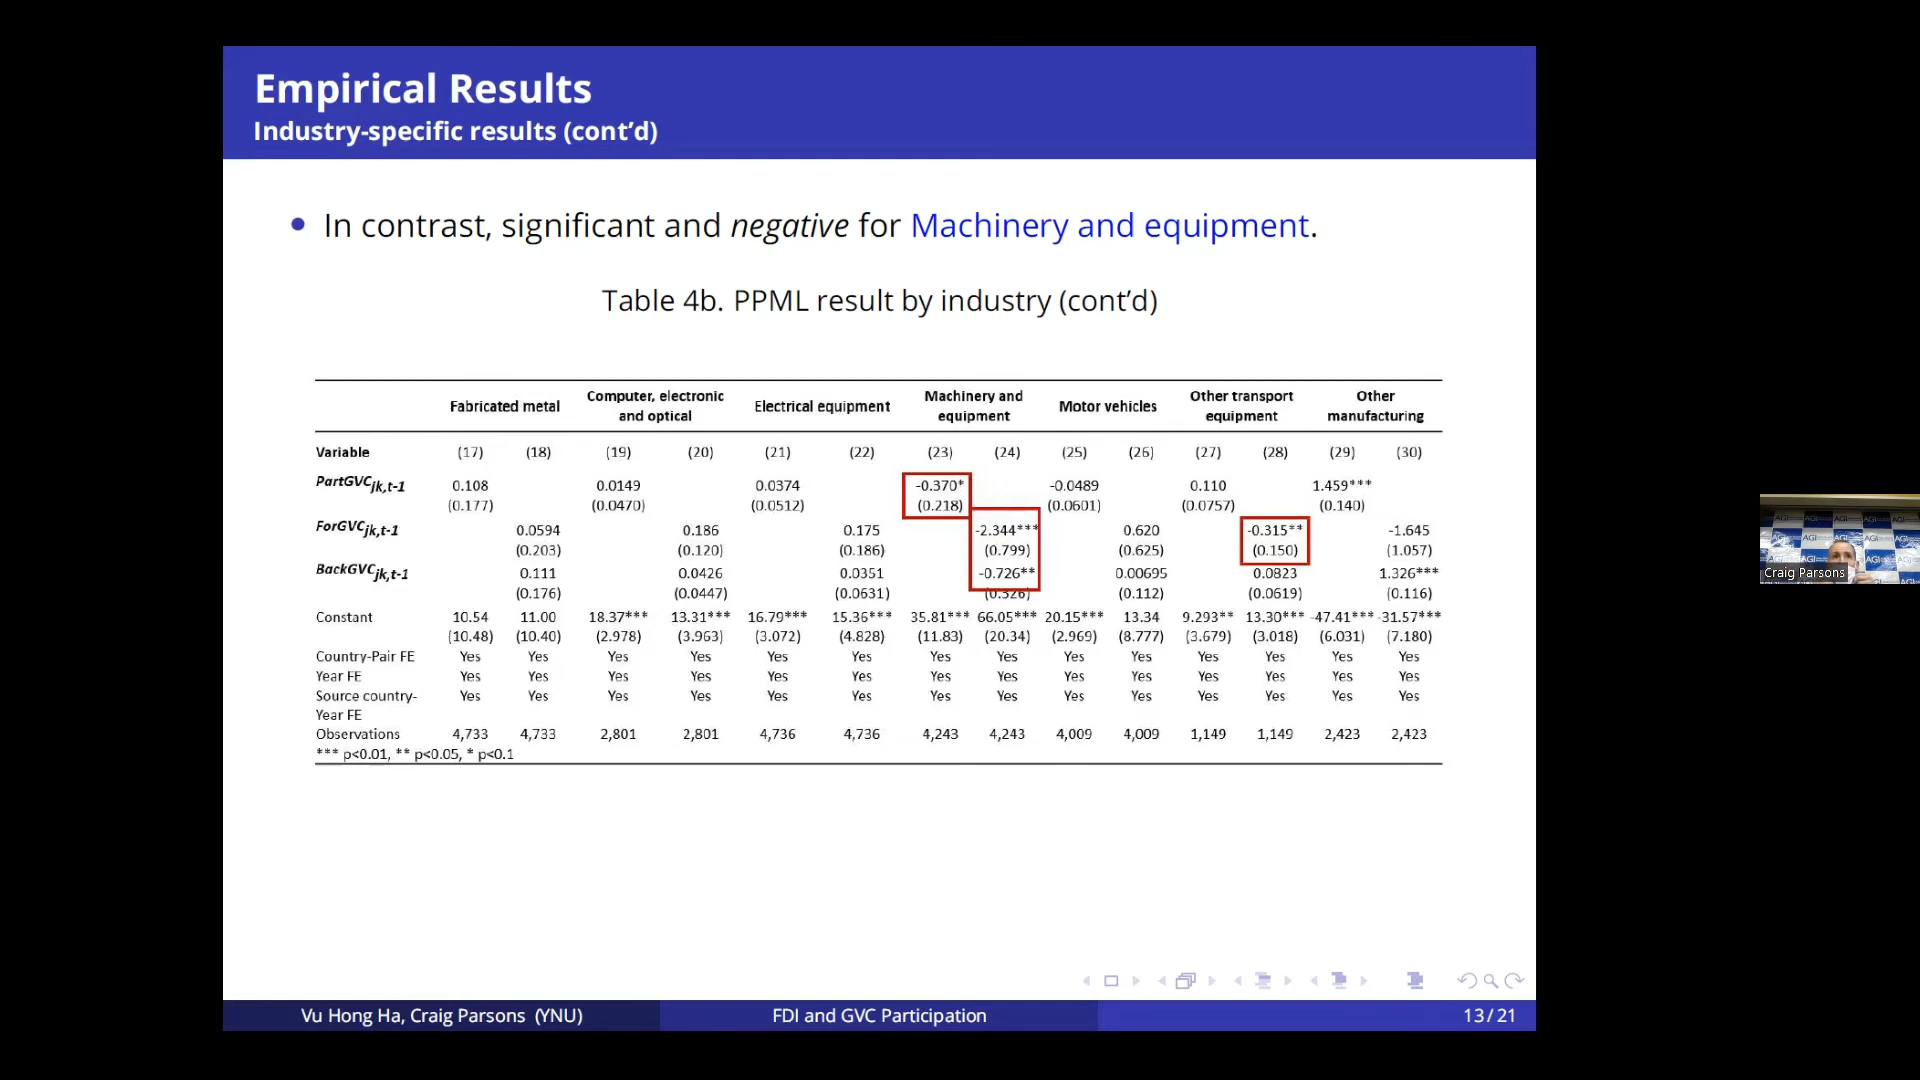 Empirical Results
Industry-specific results (cont'd)
In contrast, significant and negative for Machinery and equipment.
Table 4b. PPML result by industry (cont'd)
Fabricated metal Computer, electronic and optical Electrical equipment Machinery and equipment Motor vehicles Other transport equipment Other manufacturing
Variable (17) (18) (19) (20) (21) (22) (23) (24) (25) (26) (27) (28) (29) (30)
PartGVCjk,t-1 0.108 0.0149 0.0374 -0.370* -0.0489 0.110 1.459***
(0.177) (0.0470) (0.0512) (0.218) (0.0601) (0.0757) (0.140)
ForGVCjk,t-1 0.0594 0.186 0.175 -2.344*** 0.620 -0.315** -1.645
(0.203) (0.120) (0.186) (0.799) (0.625) (0.150) (1.057)
BackGVCjk,t-1 0.111 0.0426 0.0351 -0.726** 0.00695 0.0823 1.326***
(0.176) (0.0447) (0.0631) (0.326) (0.112) (0.0619) (0.116)
Constant 10.54 11.00 18.37*** 13.31*** 16.79*** 15.36*** 35.81*** 66.05*** 20.15*** 13.34 9.293** 13.30*** -47.41*** -31.57***
(10.48) (10.40) (2.978) (3.963) (3.072) (4.828) (11.83) (20.34) (2.969) (8.777) (3.679) (3.018) (6.031) (7.180)
Country-Pair FE Yes Yes Yes Yes Yes Yes Yes Yes Yes Yes Yes Yes Yes Yes
Year FE Yes Yes Yes Yes Yes Yes Yes Yes Yes Yes Yes Yes Yes Yes
Source country- Yes Yes Yes Yes Yes Yes Yes Yes Yes Yes Yes Yes Yes Yes
Year FE
Observations 4,733 4,733 2,801 2,801 4,736 4,736 4,243 4,243 4,009 4,009 1,149 1,149 2,423 2,423
*** p<0.01, ** p<0.05, * p<0.1
Vu Hong Ha, Craig Parsons (YNU) FDI and GVC Participation 13/21
AGI AGI AGI
Craig Parsons